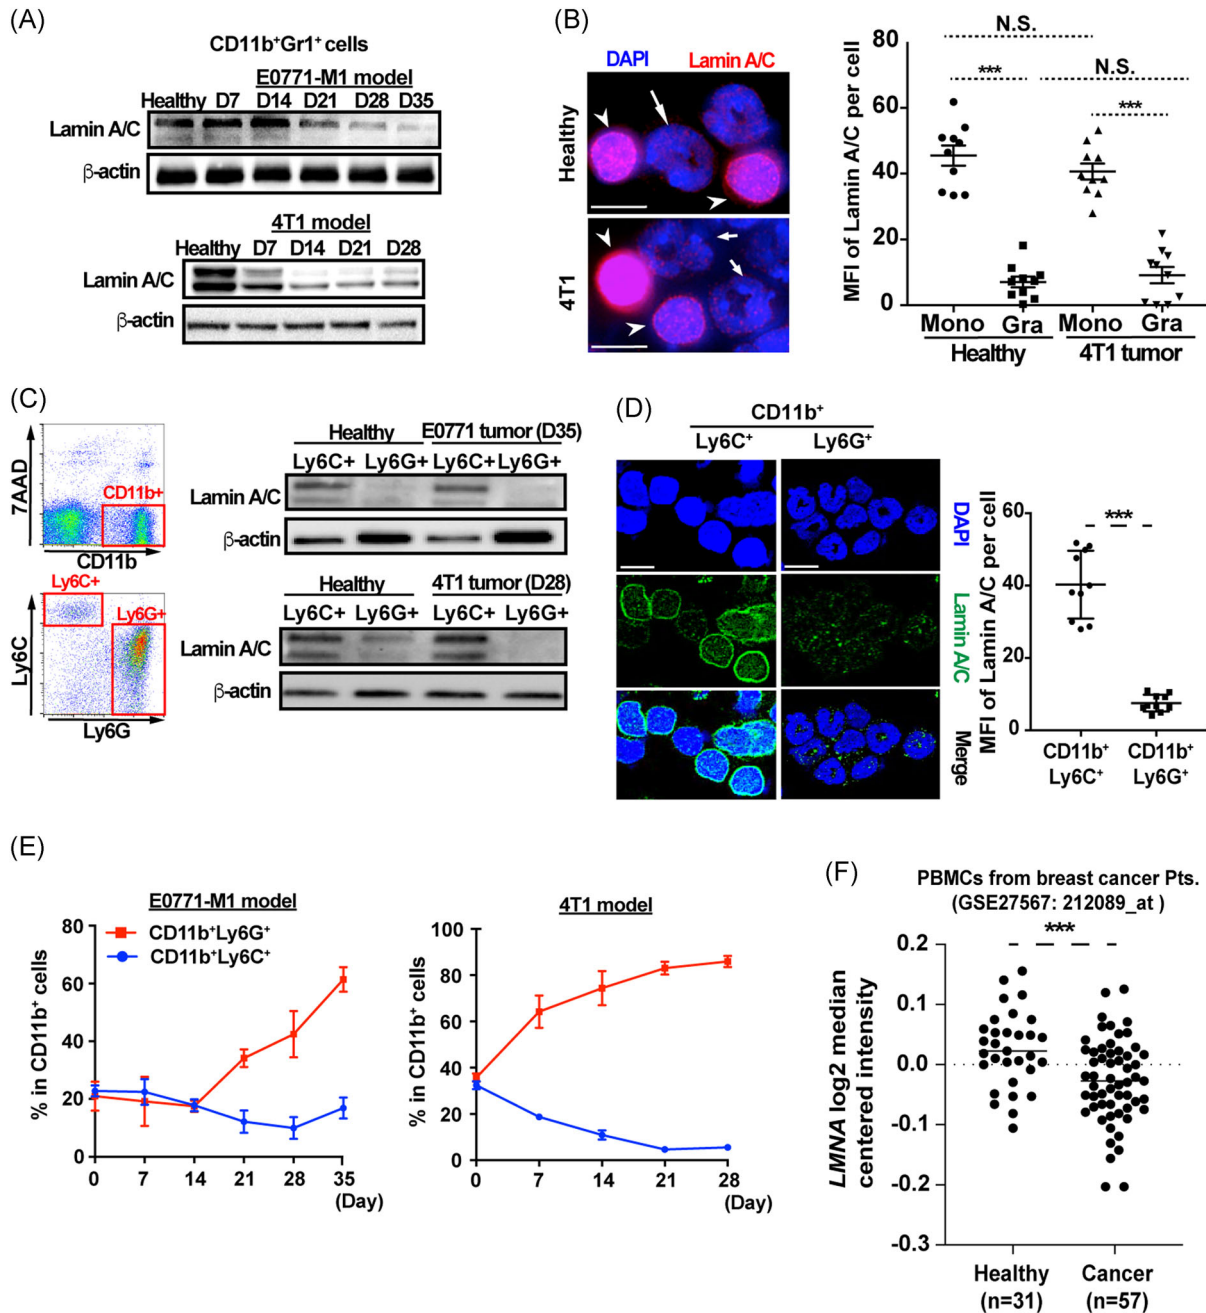 (A)
CD11b+Gr1+ cells
E0771-M1 model
Healthy D7 D14 D21 D28 D35
Lamin A/C
β-actin
4T1 model
Healthy D7 D14 D21 D28
Lamin A/C
β-actin
(B)
DAPI Lamin A/C
Healthy
4T1
MFI of Lamin A/C per cell
80
60
40
20
0
N.S.
N.S.
***
***
Mono Gra Mono Gra
Healthy 4T1 tumor
(C)
7AAD
CD11b+
CD11b
Ly6C+
Ly6G+
Ly6C
Ly6G
Healthy E0771 tumor (D35)
Ly6C+ Ly6G+ Ly6C+ Ly6G+
Lamin A/C
β-actin
Healthy 4T1 tumor (D28)
Ly6C+ Ly6G+ Ly6C+ Ly6G+
Lamin A/C
β-actin
(D)
CD11b+
Ly6C+ Ly6G+
DAPI
Lamin A/C
Merge
MFI of Lamin A/C per cell
60
40
20
0
***
CD11b+ CD11b+
Ly6C+ Ly6G+
(E)
E0771-M1 model
CD11b+Ly6G+
CD11b+Ly6C+
% in CD11b+ cells
80
60
40
20
0
0 7 14 21 28 35
(Day)
4T1 model
% in CD11b+ cells
100
80
60
40
20
0
0 7 14 21 28
(Day)
(F)
PBMCs from breast cancer Pts.
(GSE27567: 212089_at )
***
LMNA log2 median
centered intensity
0.2
0.1
0.0
-0.1
-0.2
-0.3
Healthy Cancer
(n=31) (n=57)